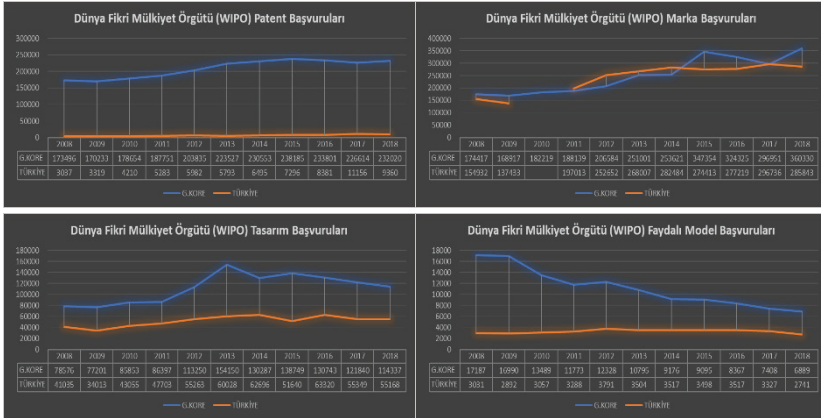 Dünya Fikri Mülkiyet Örgütü (WIPO) Patent Başvuruları
300000
250000
200000
150000
100000
50000
0
2008 2009 2010 2011 2012 2013 2014 2015 2016 2017 2018
G.KORE 173496 170233 178654 187751 203835 223527 230553 238185 233801 226614 232020
TÜRKİYE 3037 3319 4210 5283 5982 5793 6495 7296 8381 11156 9360
G.KORE TÜRKİYE
Dünya Fikri Mülkiyet Örgütü (WIPO) Marka Başvuruları
400000
350000
300000
250000
200000
150000
100000
50000
0
2008 2009 2010 2011 2012 2013 2014 2015 2016 2017 2018
G.KORE 174417 168917 182219 188139 206584 251001 253621 347354 324325 296951 360330
TÜRKİYE 154932 137433 197013 252652 268007 282484 274413 277219 296736 285843
G.KORE TÜRKİYE
Dünya Fikri Mülkiyet Örgütü (WIPO) Tasarım Başvuruları
180000
160000
140000
120000
100000
80000
60000
40000
20000
0
2008 2009 2010 2011 2012 2013 2014 2015 2016 2017 2018
G.KORE 78576 77201 85853 86397 113250 154150 130287 138749 130743 121840 114337
TÜRKİYE 41035 34013 43055 47703 55263 60028 62696 51640 63320 55349 55168
G.KORE TÜRKİYE
Dünya Fikri Mülkiyet Örgütü (WIPO) Faydalı Model Başvuruları
18000
16000
14000
12000
10000
8000
6000
4000
2000
0
2008 2009 2010 2011 2012 2013 2014 2015 2016 2017 2018
G.KORE 17187 16990 13489 11773 12328 10795 9176 9095 8367 7408 6889
TÜRKİYE 3031 2892 3057 3288 3791 3504 3517 3498 3517 3327 2741
G.KORE TÜRKİYE